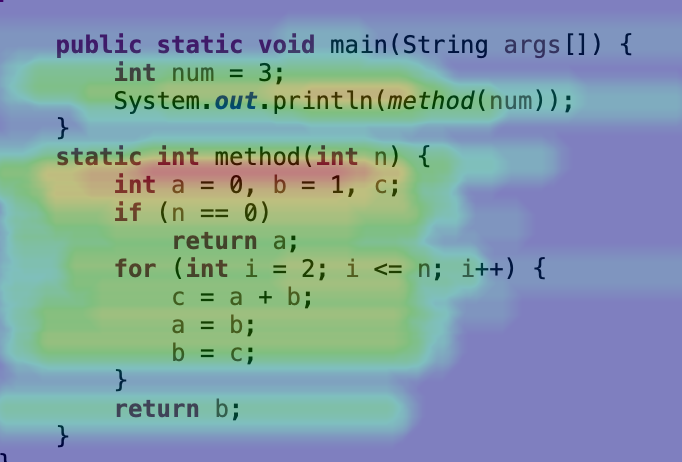 public static void main(String args[]) {
int num = 3;
System.out.println(method(num));
}
static int method(int n) {
int a = 0, b = 1, c;
if (n == 0)
return a;
for (int i = 2; i <= n; i++) {
c = a + b;
a = b;
b = c;
}
return b;
}
}